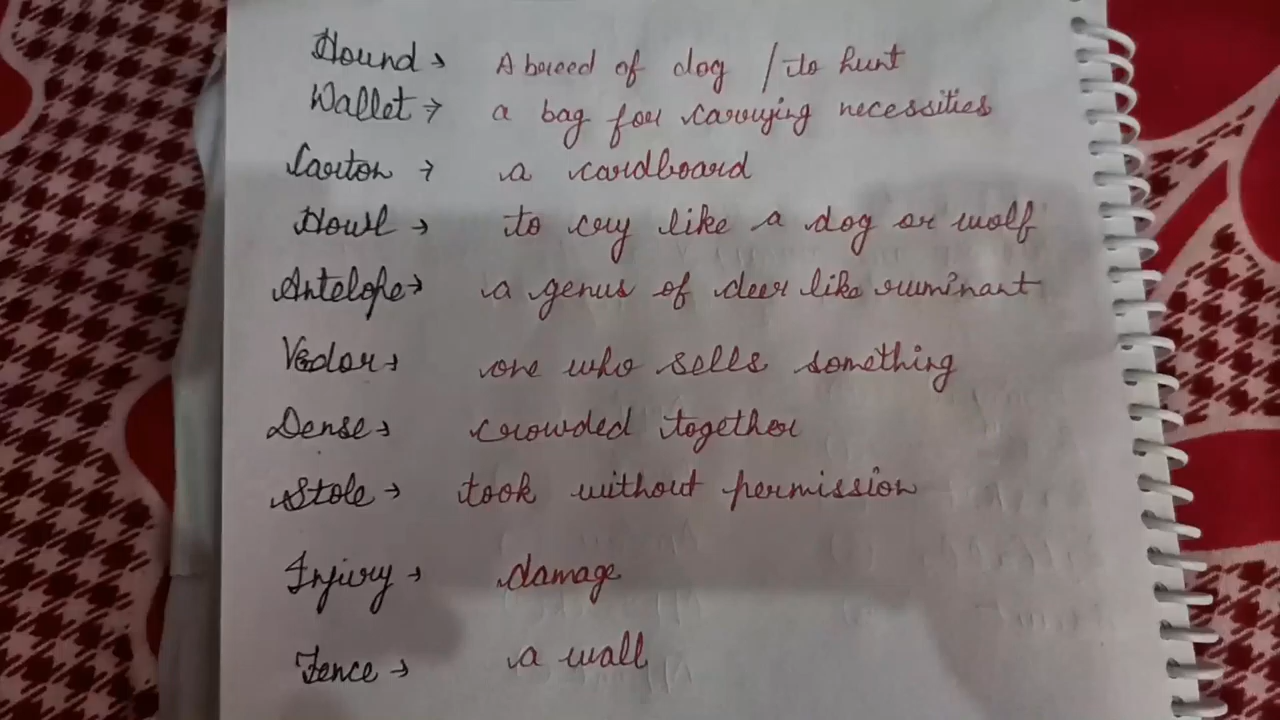 Hound → A breed of dog / to hunt
Wallet → a bag for carrying necessities
Carton → a cardboard
Howl → to cry like a dog or wolf
Antelope → a genus of deer like ruminant
Vedor → one who sells something
Dense → crowded together
Stole → took without permission
Injury → damage
Fence → a wall